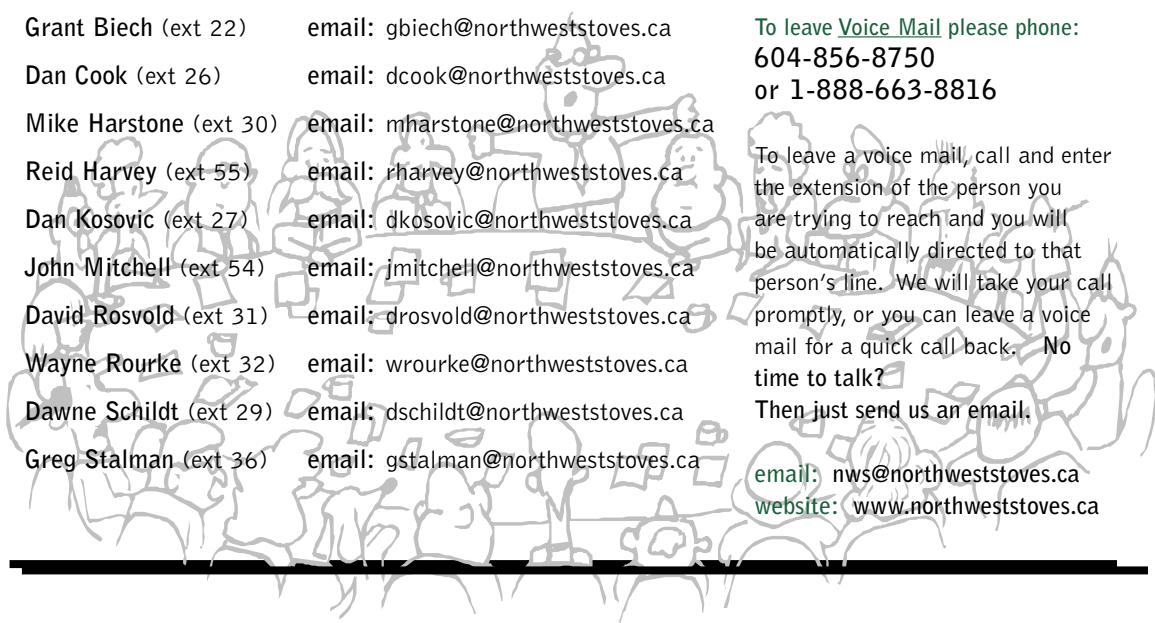 Grant Biech (ext 22) email: gbiech@northweststoves.ca
Dan Cook (ext 26) email: dcook@northweststoves.ca
Mike Harstone (ext 30) email: mharstone@northweststoves.ca
Reid Harvey (ext 55) email: rharvey@northweststoves.ca
Dan Kosovic (ext 27) email: dkosovic@northweststoves.ca
John Mitchell (ext 54) email: jmitchell@northweststoves.ca
David Rosvold (ext 31) email: drosvold@northweststoves.ca
Wayne Rourke (ext 32) email: wrourke@northweststoves.ca
Dawne Schildt (ext 29) email: dschildt@northweststoves.ca
Greg Stalman (ext 36) email: gstalman@northweststoves.ca
To leave Voice Mail please phone:
604-856-8750
or 1-888-663-8816
To leave a voice mail, call and enter
the extension of the person you
are trying to reach and you will
be automatically directed to that
person’s line. We will take your call
promptly, or you can leave a voice
mail for a quick call back. No
time to talk?
Then just send us an email.
email: nws@northweststoves.ca
website: www.northweststoves.ca